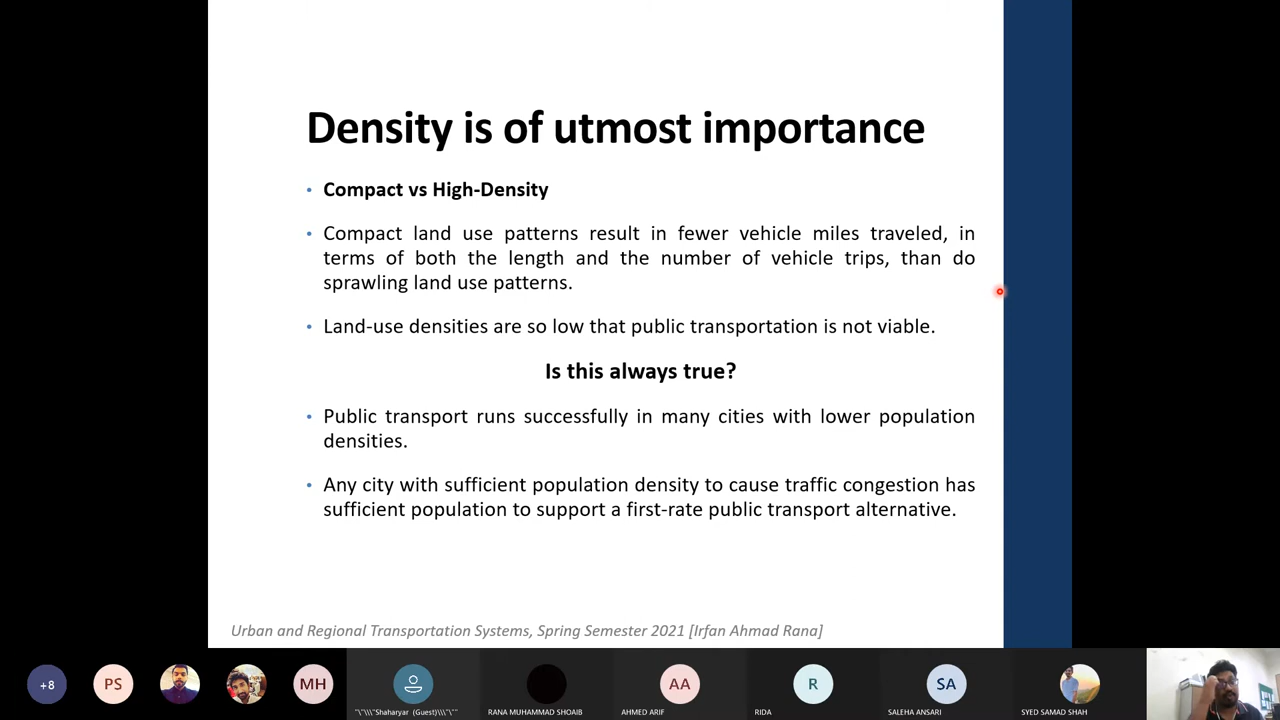 Density is of utmost importance
• Compact vs High-Density
• Compact land use patterns result in fewer vehicle miles traveled, in
terms of both the length and the number of vehicle trips, than do
sprawling land use patterns.
• Land-use densities are so low that public transportation is not viable.
Is this always true?
• Public transport runs successfully in many cities with lower population
densities.
• Any city with sufficient population density to cause traffic congestion has
sufficient population to support a first-rate public transport alternative.
Urban and Regional Transportation Systems, Spring Semester 2021 [Irfan Ahmad Rana]
+8
PS
MH
AA
R
SA
"\"\\\"Shaharyar (Guest)\\\"\""
RANA MUHAMMAD SHOAIB
AHMED ARIF
RIDA
SALEHA ANSARI
SYED SAMAD SHAH